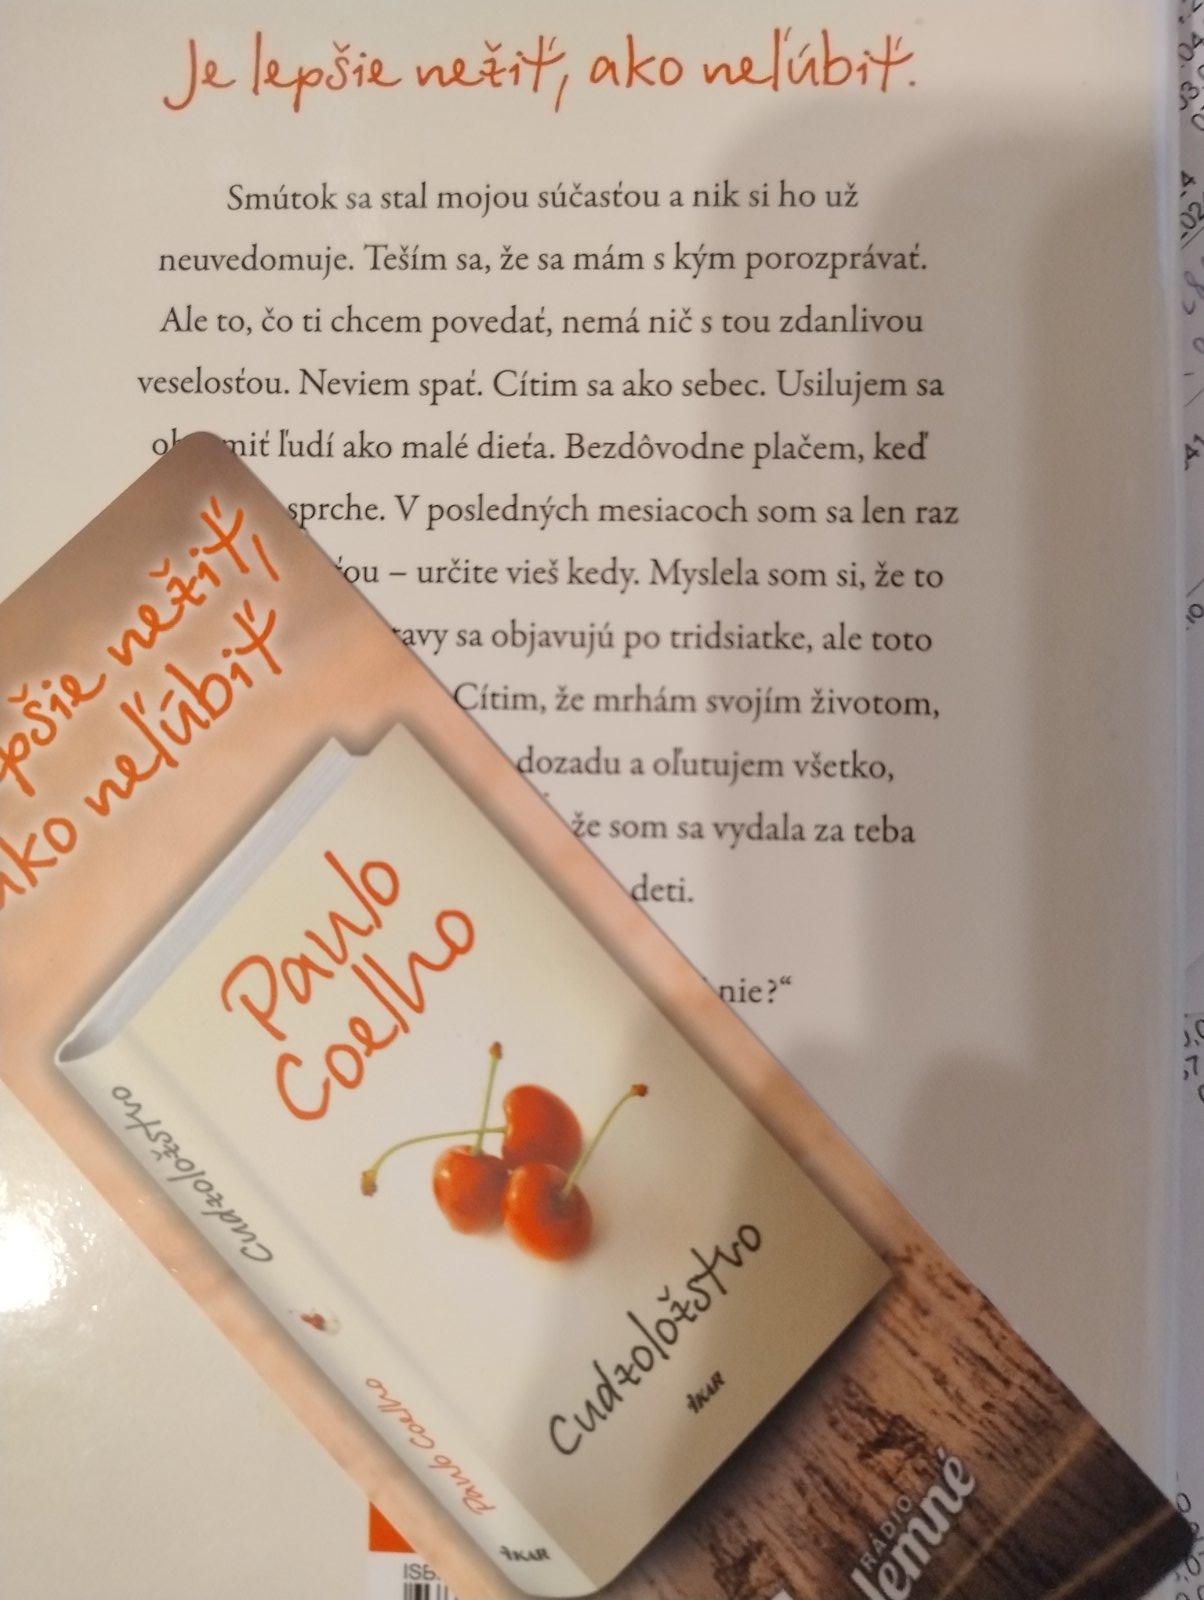 Je lepšie nežiť, ako neľúbiť.
Smútok sa stal mojou súčasťou a nik si ho už
neuvedomuje. Teším sa, že sa mám s kým porozprávať.
Ale to, čo ti chcem povedať, nemá nič s tou zdanlivou
veselosťou. Neviem spať. Cítim sa ako sebec. Usilujem sa
ľudí ako malé dieťa. Bezdôvodne plačem, keď
sprche. V posledných mesiacoch som sa len raz
– určite vieš kedy. Myslela som si, že to
sa objavujú po tridsiatke, ale toto
Cítim, že mrhám svojím životom,
dozadu a oľutujem všetko,
že som sa vydala za teba
deti.
nie?“
nežiť,
ako neľúbiť
Paulo
Coelho
Cudzoložstvo
IKAR
Cudzoložstvo
Paulo Coelho
IKAR
RÁDIO